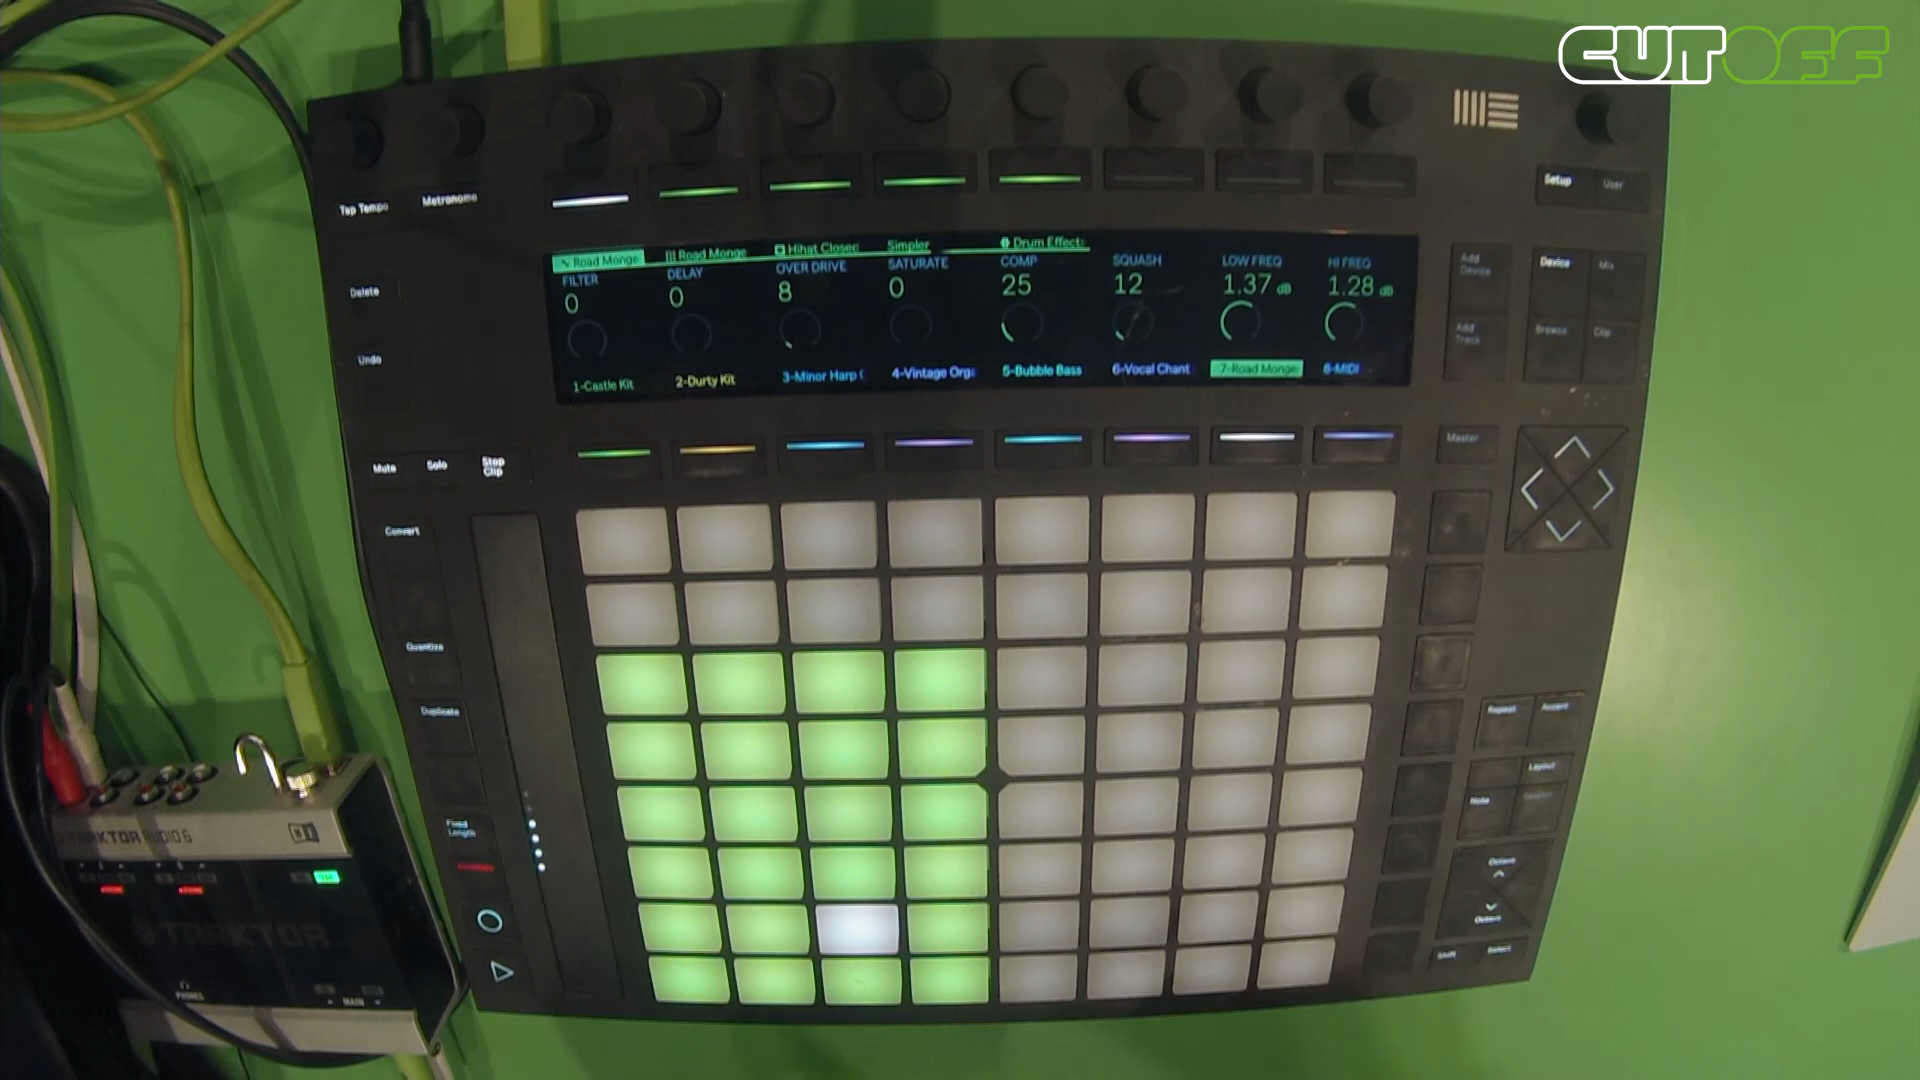 CUTOFF
Tap Tempo
Metronome
Setup
User
Road Monge
Road Monge
Hihat Closed
Simpler
Drum Effect
FILTER
DELAY
OVER DRIVE
SATURATE
COMP
SQUASH
LOW FREQ
HI FREQ
0
0
8
0
25
12
1.37 dB
1.28 dB
1-Castle Kit
2-Durty Kit
3-Minor Harp
4-Vintage Org
5-Bubble Bass
6-Vocal Chant
7-Road Monge
8-MIDI
Add Device
Device
Mix
Add Track
Browse
Clip
Delete
Undo
Mute
Solo
Stop Clip
Master
Convert
Quantize
Duplicate
Repeat
Accent
Layout
Note
Session
Fixed Length
Automate
Octave
Octave
Shift
Select
TRAKTOR AUDIO 6
TRAKTOR
PHONES
MAIN